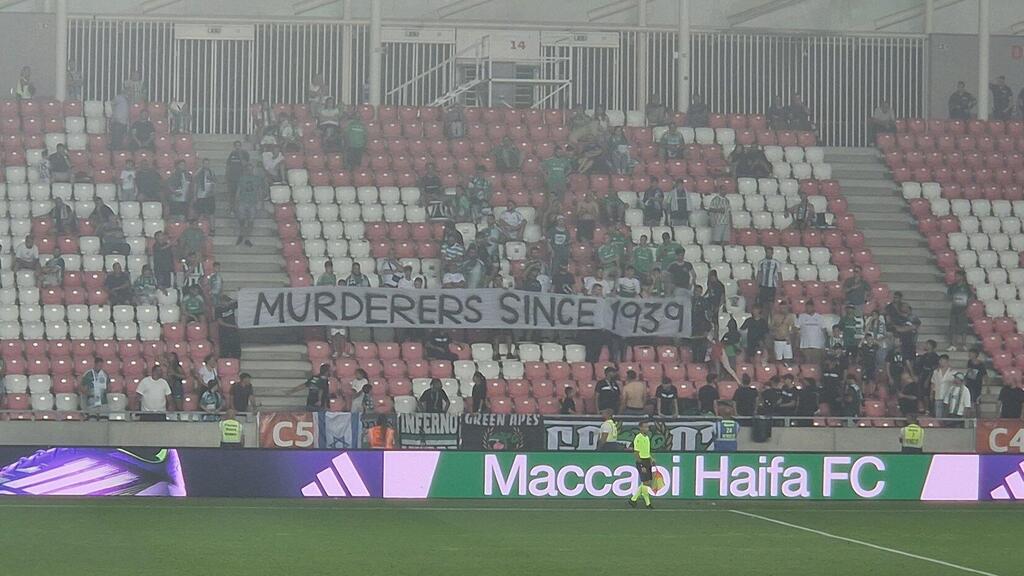 14
MURDERERS SINCE 1939
C5
INFERNO
GREEN APES
C4
Maccabi Haifa FC